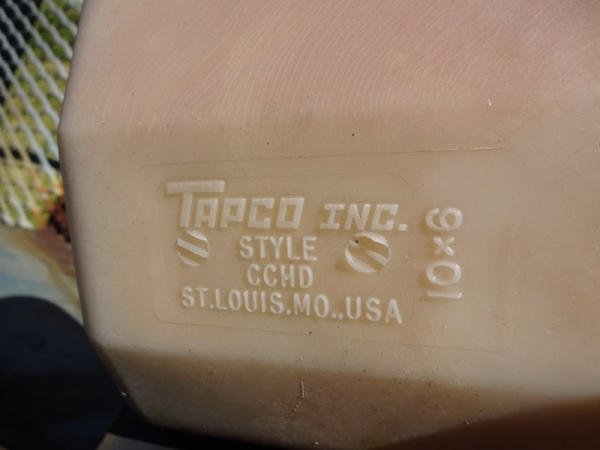 TAPCO INC.
STYLE
CCHD
ST.LOUIS.MO.,USA
10x6